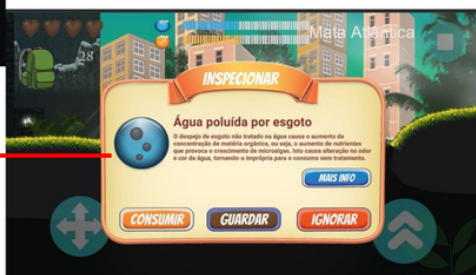 Mata Atlântica
28
INSPECIONAR
Água poluída por esgoto
O despejo de esgoto não tratado na água causa o aumento da
concentração de matéria orgânica, ou seja, o aumento de nutrientes
que provoca o crescimento de microalgas. Isto causa alteração no odor
e cor da água, tornando-a imprópria para o consumo sem tratamento.
MAIS INFO
CONSUMIR
GUARDAR
IGNORAR